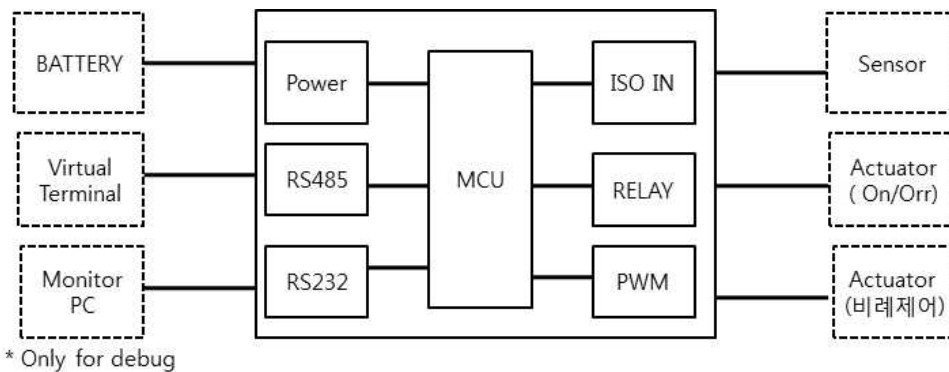 BATTERY
Power
ISO IN
Sensor
Virtual
Terminal
RS485
MCU
RELAY
Actuator
( On/Orr)
Monitor
PC
RS232
PWM
Actuator
(비례제어)
* Only for debug